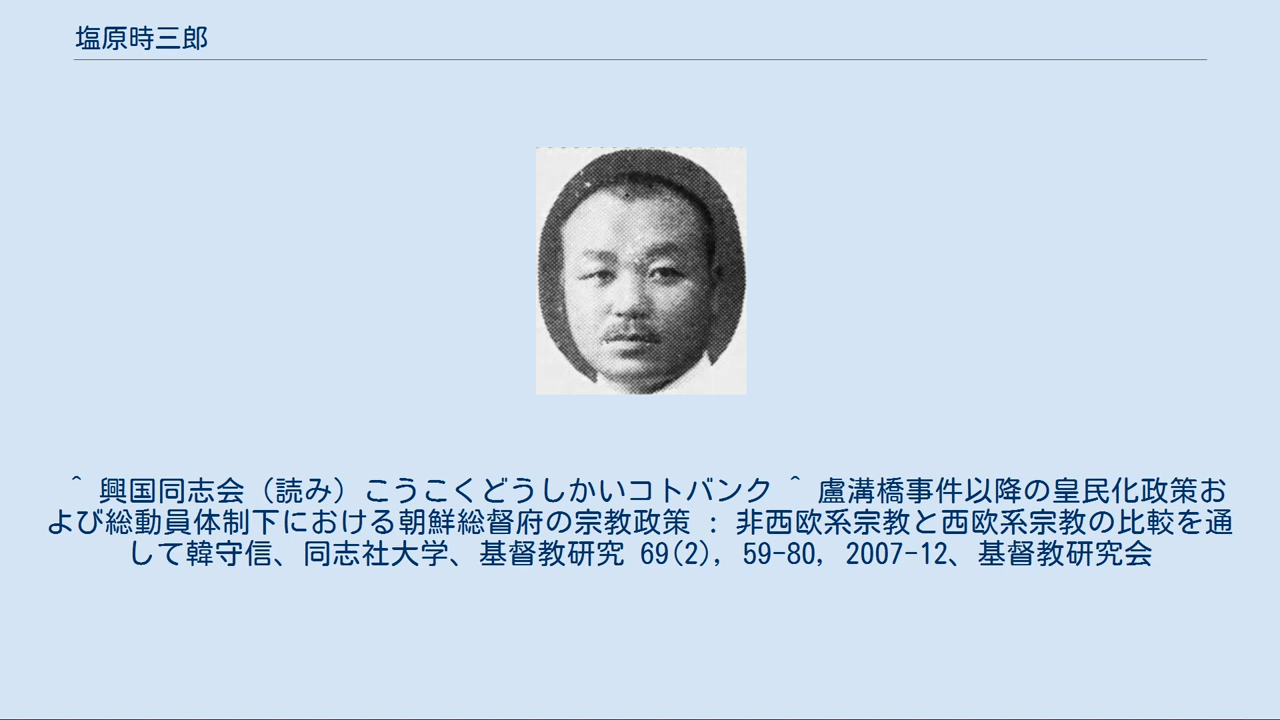 塩原時三郎
^ 興国同志会（読み）こうこくどうしかいコトバンク ^ 盧溝橋事件以降の皇民化政策お
よび総動員体制下における朝鮮総督府の宗教政策 : 非西欧系宗教と西欧系宗教の比較を通
して韓守信、同志社大学、基督教研究 69(2), 59-80, 2007-12、基督教研究会